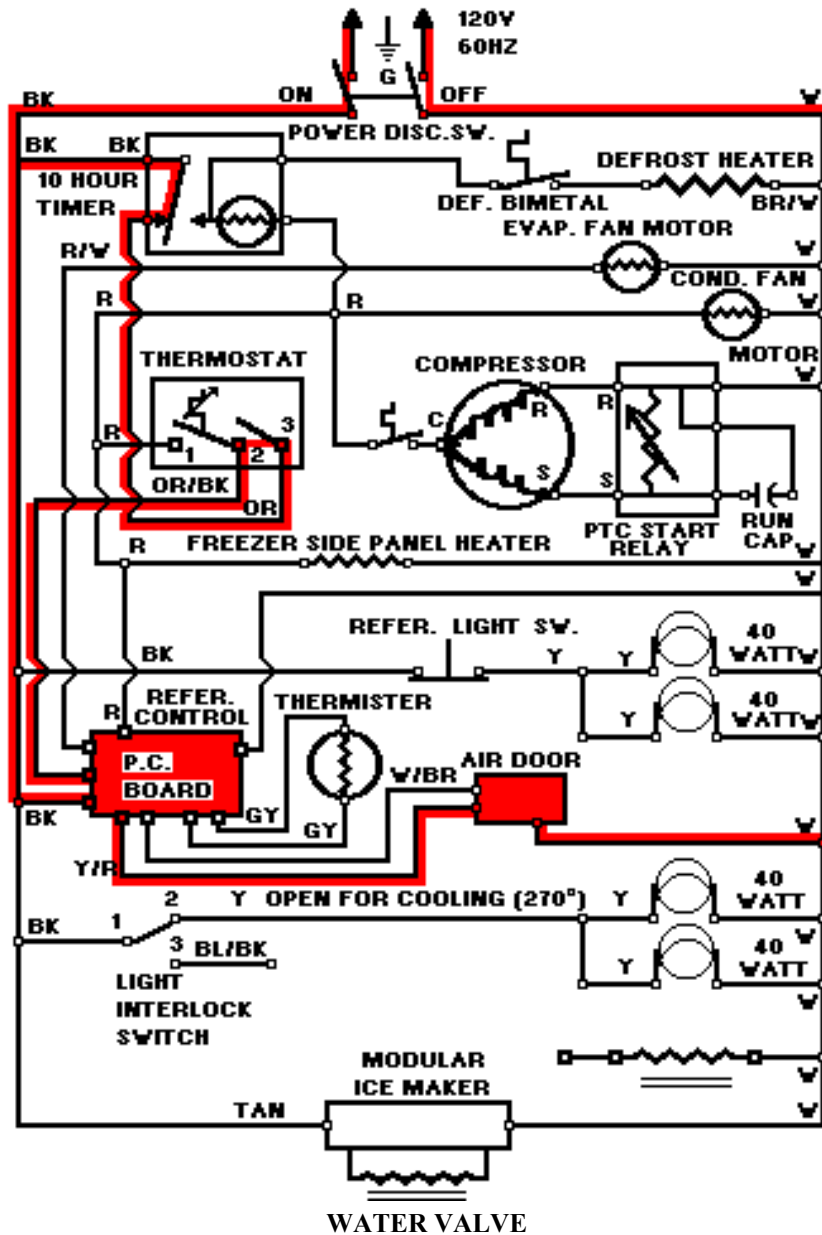 120V
60HZ
G
BK ON OFF W
POWER DISC.SW.
BK BK
10 HOUR
TIMER
DEFROST HEATER
DEF. BIMETAL BR/W
EVAP. FAN MOTOR
R/W W
COND. FAN
R R W
MOTOR
THERMOSTAT
COMPRESSOR
W
3
R C R R
1 2
OR/BK
S S
OR
PTC START
RELAY
RUN
CAP
R FREEZER SIDE PANEL HEATER W
W
REFER. LIGHT SW.
40
WATT W
BK Y Y
REFER.
CONTROL
THERMISTER
R
40
WATT W
Y
P.C.
BOARD
AIR DOOR
W/BR
GY
BK
GY
W
Y/R
2 Y OPEN FOR COOLING (270°) Y
40
WATT
BK 1
W
3 BL/BK
40
WATT
Y
LIGHT
INTERLOCK
SWITCH
W
MODULAR
ICE MAKER
W
TAN W
WATER VALVE